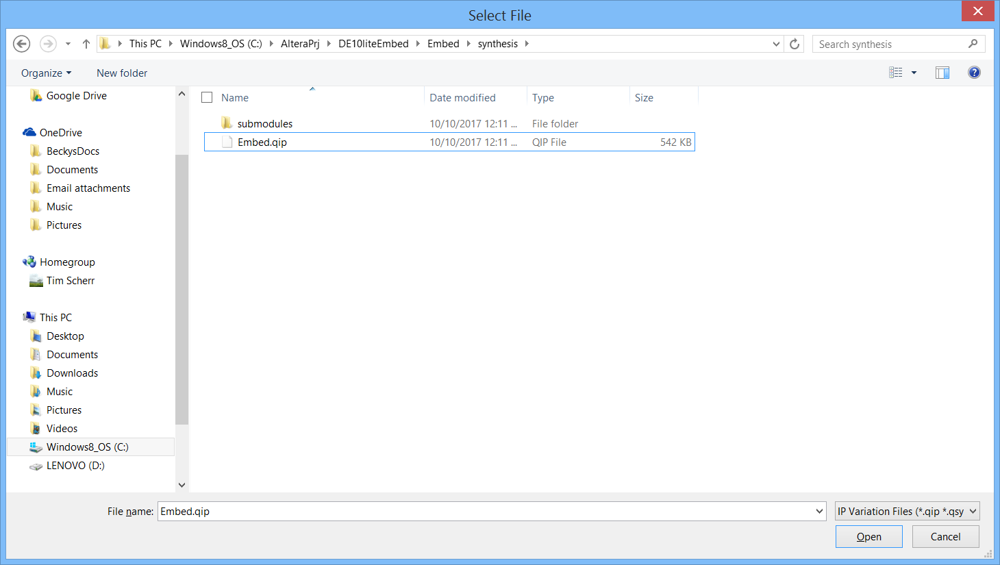 Select File
This PC Windows8_OS (C:) AlteraPrj DE10liteEmbed Embed synthesis
Search synthesis
Organize New folder
Name Date modified Type Size
submodules 10/10/2017 12:11 ... File folder
Embed.qip 10/10/2017 12:11 ... QIP File 542 KB
Google Drive
OneDrive
BeckysDocs
Documents
Email attachments
Music
Pictures
Homegroup
Tim Scherr
This PC
Desktop
Documents
Downloads
Music
Pictures
Videos
Windows8_OS (C:)
LENOVO (D:)
File name: Embed.qip
IP Variation Files (*.qip *.qsy
Open Cancel